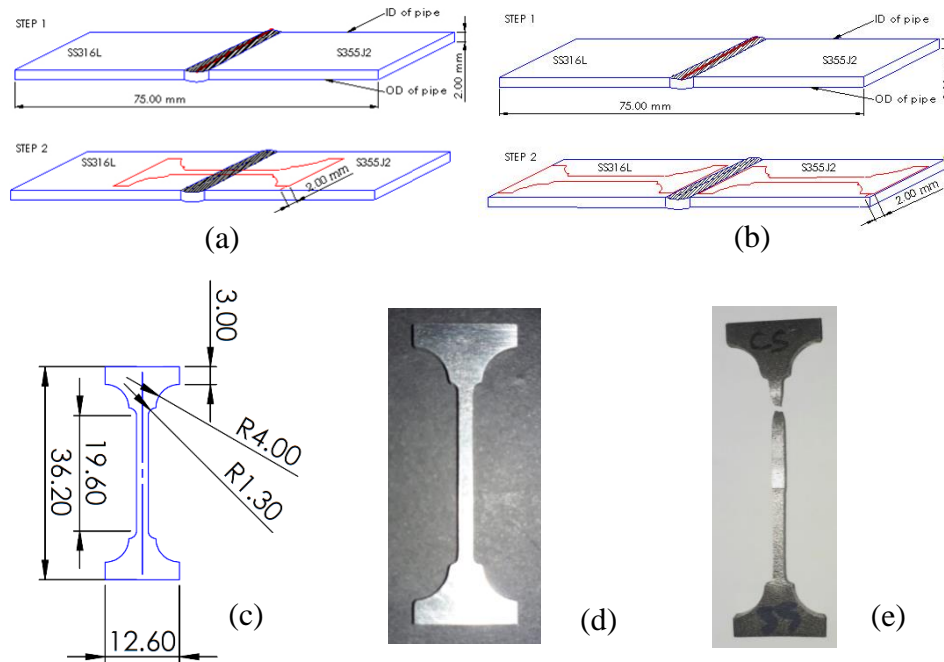 STEP 1
ID of pipe
SS316L
S355J2
2.00 mm
75.00 mm
OD of pipe
STEP 2
SS316L
S355J2
2.00 mm
(a)
STEP 1
ID of pipe
SS316L
S355J2
75.00 mm
OD of pipe
STEP 2
SS316L
S355J2
2.00 mm
(b)
3.00
R4.00
R1.30
19.60
36.20
12.60
(c)
(d)
CS
SS
(e)